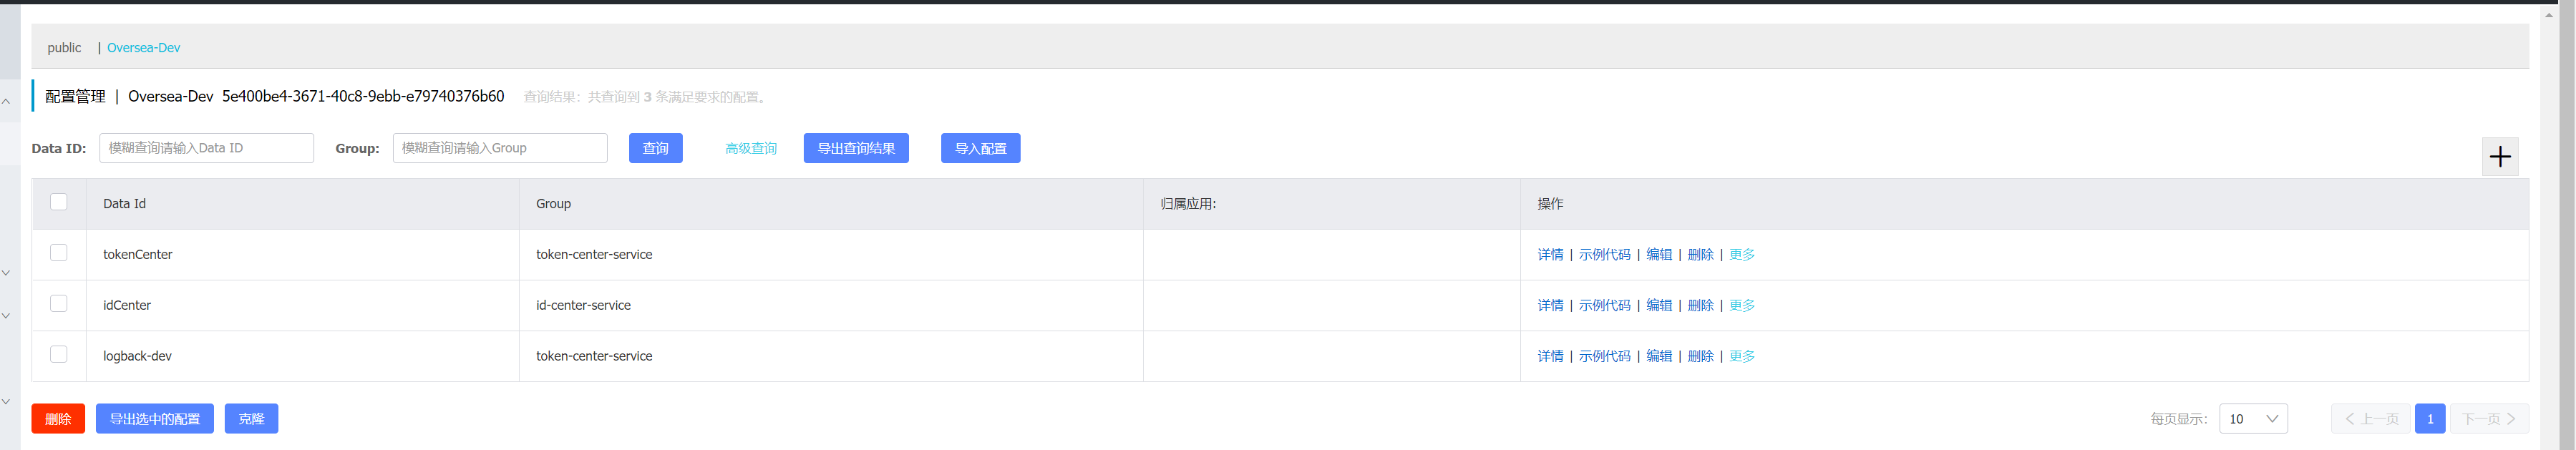 public | Oversea-Dev
配置管理 | Oversea-Dev 5e400be4-3671-40c8-9ebb-e79740376b60 查询结果：共查询到 3 条满足要求的配置。
Data ID: 模糊查询请输入Data ID Group: 模糊查询请输入Group 查询 高级查询 导出查询结果 导入配置
Data Id Group 归属应用: 操作
tokenCenter token-center-service 详情 | 示例代码 | 编辑 | 删除 | 更多
idCenter id-center-service 详情 | 示例代码 | 编辑 | 删除 | 更多
logback-dev token-center-service 详情 | 示例代码 | 编辑 | 删除 | 更多
删除 导出选中的配置 克隆 每页显示: 10 上一页 1 下一页